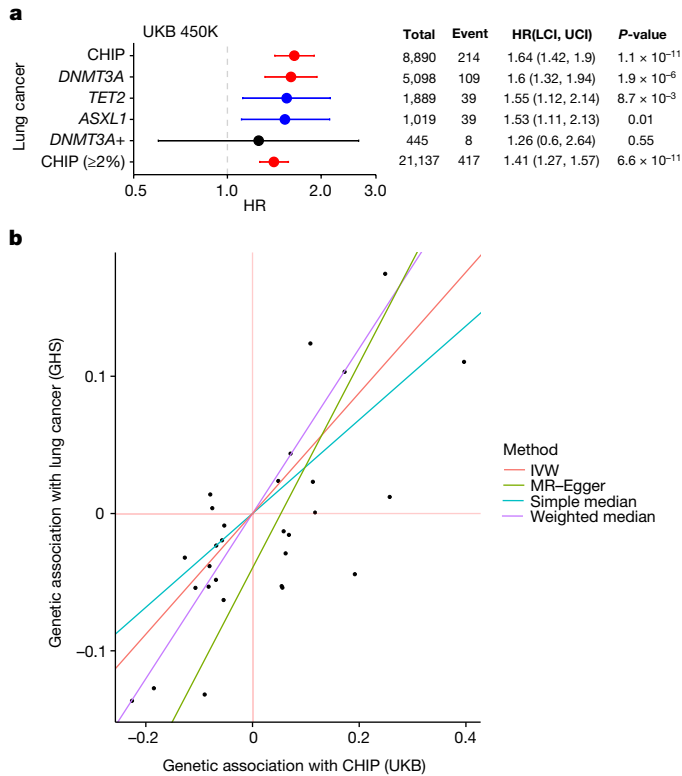 a
UKB 450K
Total Event HR(LCI, UCI) P-value
Lung cancer
CHIP 8,890 214 1.64 (1.42, 1.9) 1.1 × 10⁻¹¹
DNMT3A 5,098 109 1.6 (1.32, 1.94) 1.9 × 10⁻⁶
TET2 1,889 39 1.55 (1.12, 2.14) 8.7 × 10⁻³
ASXL1 1,019 39 1.53 (1.11, 2.13) 0.01
DNMT3A+ 445 8 1.26 (0.6, 2.64) 0.55
CHIP (≥2%) 21,137 417 1.41 (1.27, 1.57) 6.6 × 10⁻¹¹
0.5 1.0 2.0 3.0
HR
b
Genetic association with lung cancer (GHS)
0.1
0
−0.1
−0.2 0 0.2 0.4
Genetic association with CHIP (UKB)
Method
IVW
MR–Egger
Simple median
Weighted median